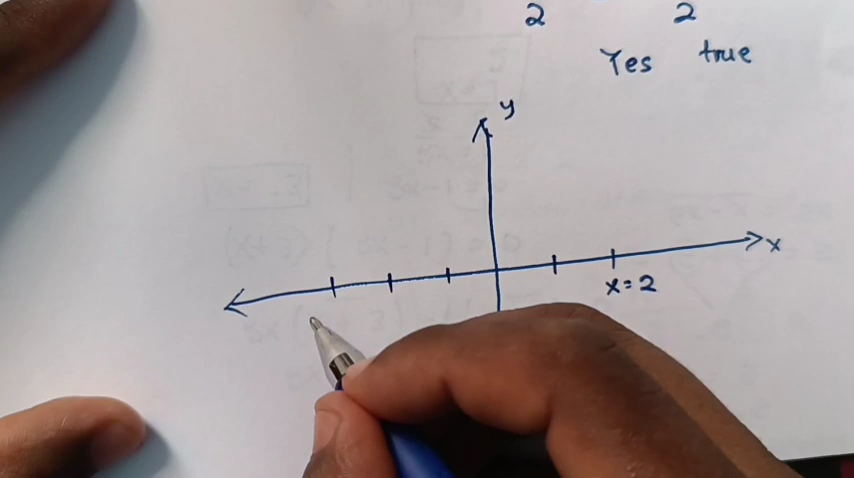 2 2
Yes true
y
x
x = 2